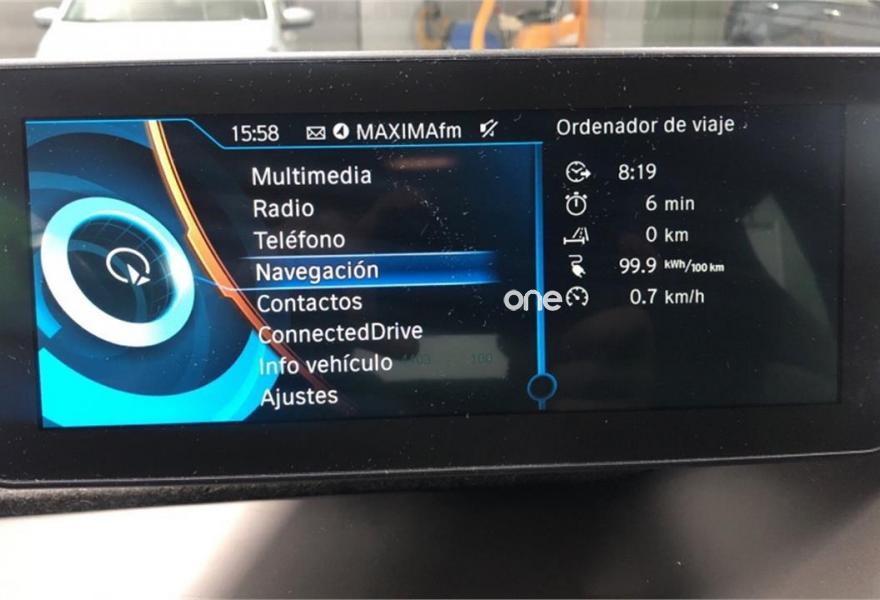 15:58 MAXIMAfm
Multimedia
Radio
Teléfono
Navegación
Contactos
ConnectedDrive
Info vehículo
Ajustes
Ordenador de viaje
8:19
6 min
0 km
99.9 kWh/100 km
0.7 km/h
one